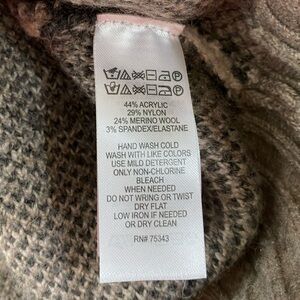 44% ACRYLIC
29% NYLON
24% MERINO WOOL
3% SPANDEX/ELASTANE
HAND WASH COLD
WASH WITH LIKE COLORS
USE MILD DETERGENT
ONLY NON-CHLORINE
BLEACH
WHEN NEEDED
DO NOT WRING OR TWIST
DRY FLAT
LOW IRON IF NEEDED
OR DRY CLEAN
RN# 75343